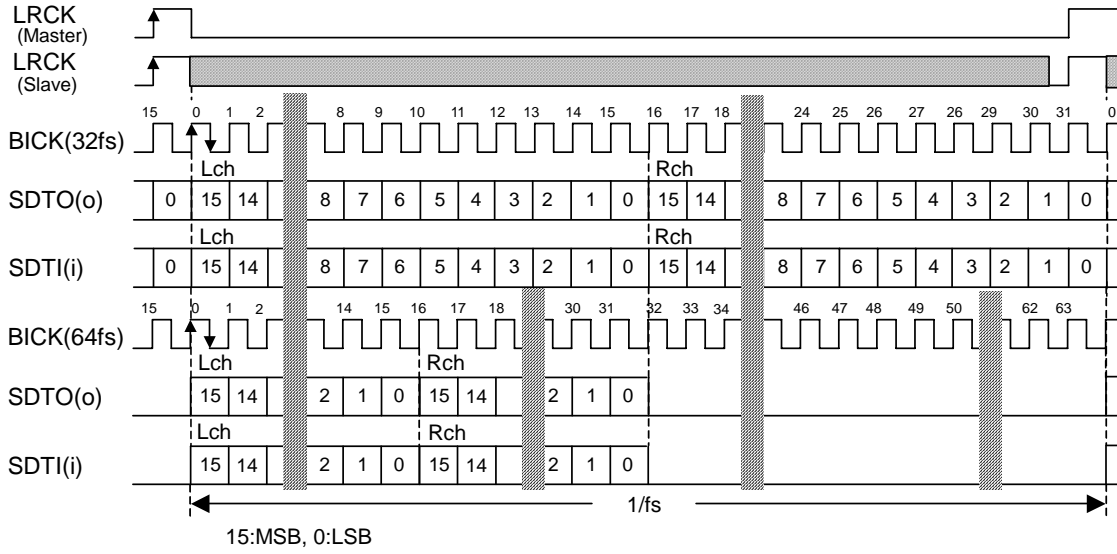 LRCK
(Master)
LRCK
(Slave)
15 0 1 2 8 9 10 11 12 13 14 15 16 17 18 24 25 26 27 26 29 30 31 0
BICK(32fs)
Lch Rch
SDTO(o) 0 15 14 8 7 6 5 4 3 2 1 0 15 14 8 7 6 5 4 3 2 1 0
Lch Rch
SDTI(i) 0 15 14 8 7 6 5 4 3 2 1 0 15 14 8 7 6 5 4 3 2 1 0
15 0 1 2 14 15 16 17 18 30 31 32 33 34 46 47 48 49 50 62 63
BICK(64fs)
Lch Rch
SDTO(o) 15 14 2 1 0 15 14 2 1 0
Lch Rch
SDTI(i) 15 14 2 1 0 15 14 2 1 0
1/fs
15:MSB, 0:LSB